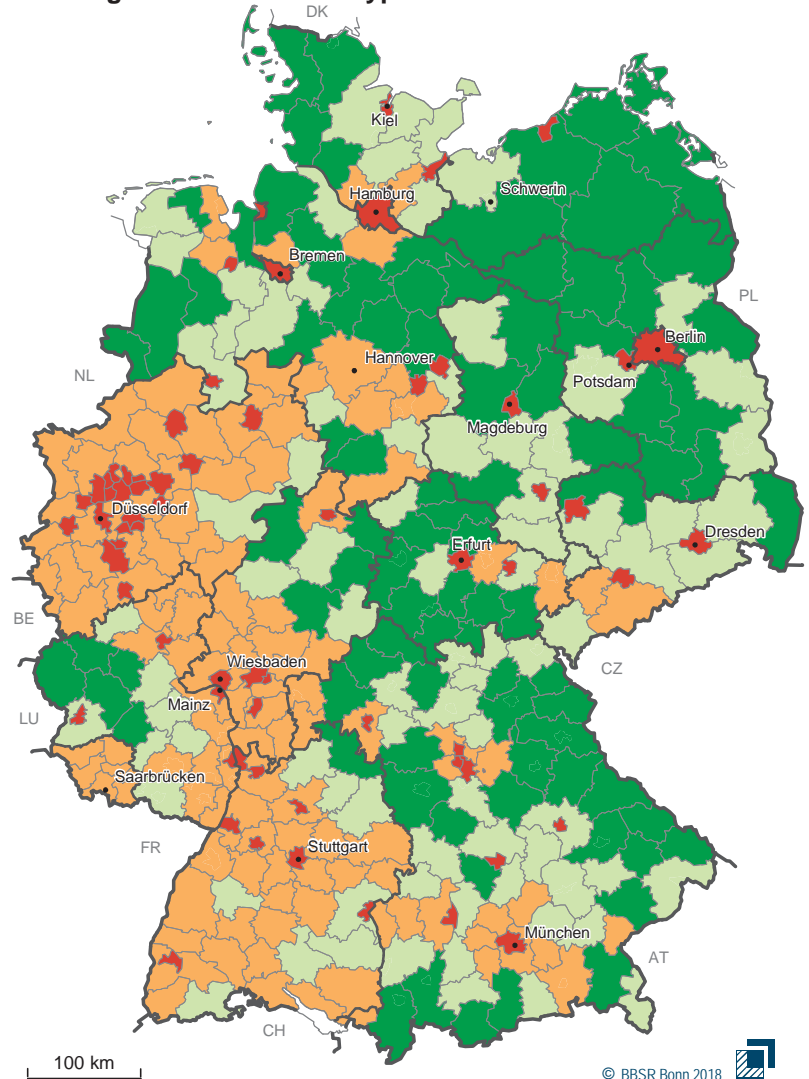 DK
Kiel
Hamburg
Schwerin
Bremen
PL
Berlin
Hannover
Potsdam
NL
Magdeburg
Düsseldorf
Dresden
Erfurt
BE
Wiesbaden
CZ
Mainz
LU
Saarbrücken
FR
Stuttgart
München
AT
CH
100 km
© BBSR Bonn 2018